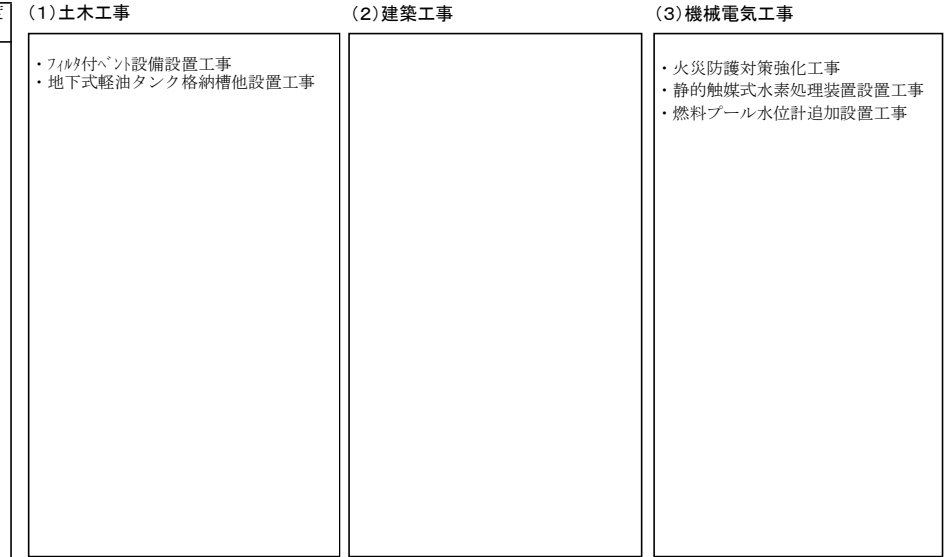 (1)土木工事
・ﾌｨﾙﾀ付ﾍﾞﾝﾄ設備設置工事
・地下式軽油タンク格納槽他設置工事
(2)建築工事
(3)機械電気工事
・火災防護対策強化工事
・静的触媒式水素処理装置設置工事
・燃料プール水位計追加設置工事